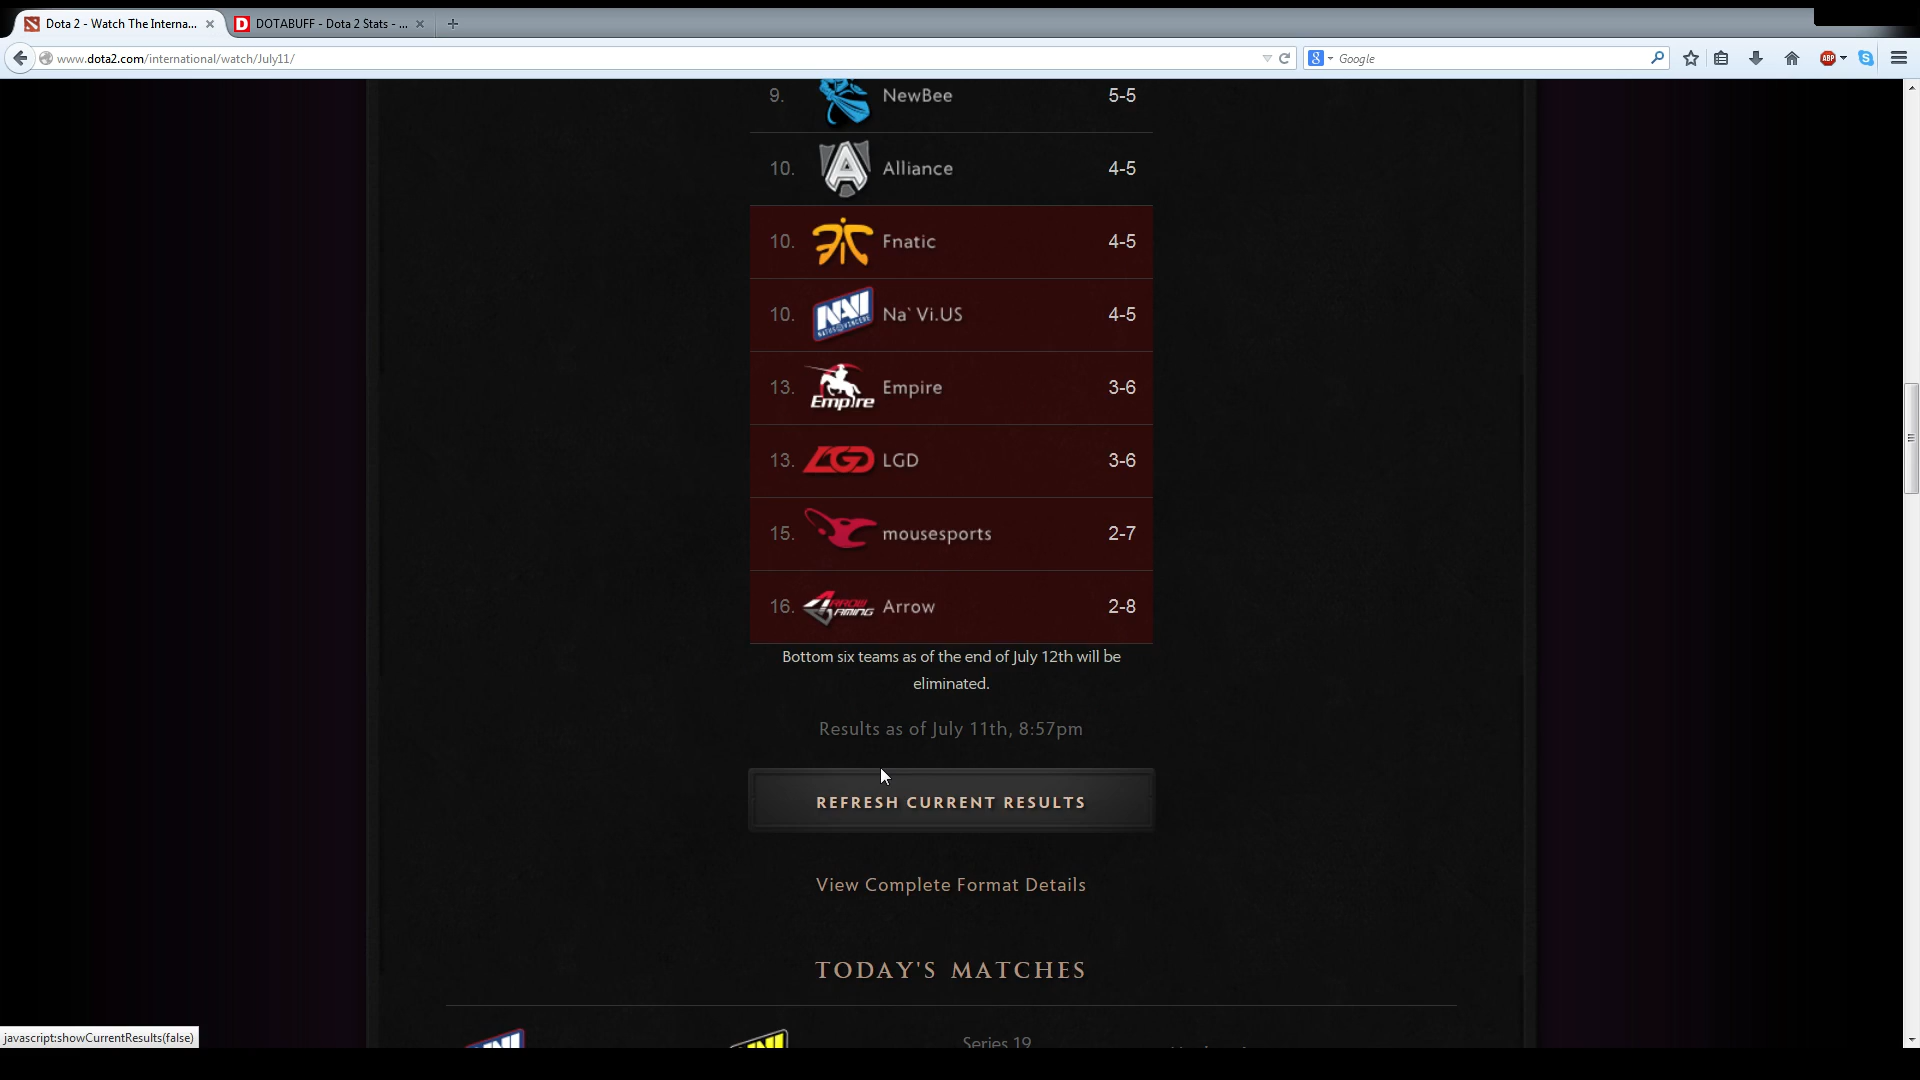 Dota 2 - Watch The Interna...
DOTABUFF - Dota 2 Stats - ...
www.dota2.com/international/watch/July11/
Google
9. NewBee 5-5
10. Alliance 4-5
10. Fnatic 4-5
10. Na`Vi.US 4-5
13. Empire 3-6
13. LGD 3-6
15. mousesports 2-7
16. Arrow 2-8
Bottom six teams as of the end of July 12th will be
eliminated.
Results as of July 11th, 8:57pm
REFRESH CURRENT RESULTS
View Complete Format Details
TODAY'S MATCHES
Series 19
javascript:showCurrentResults(false)